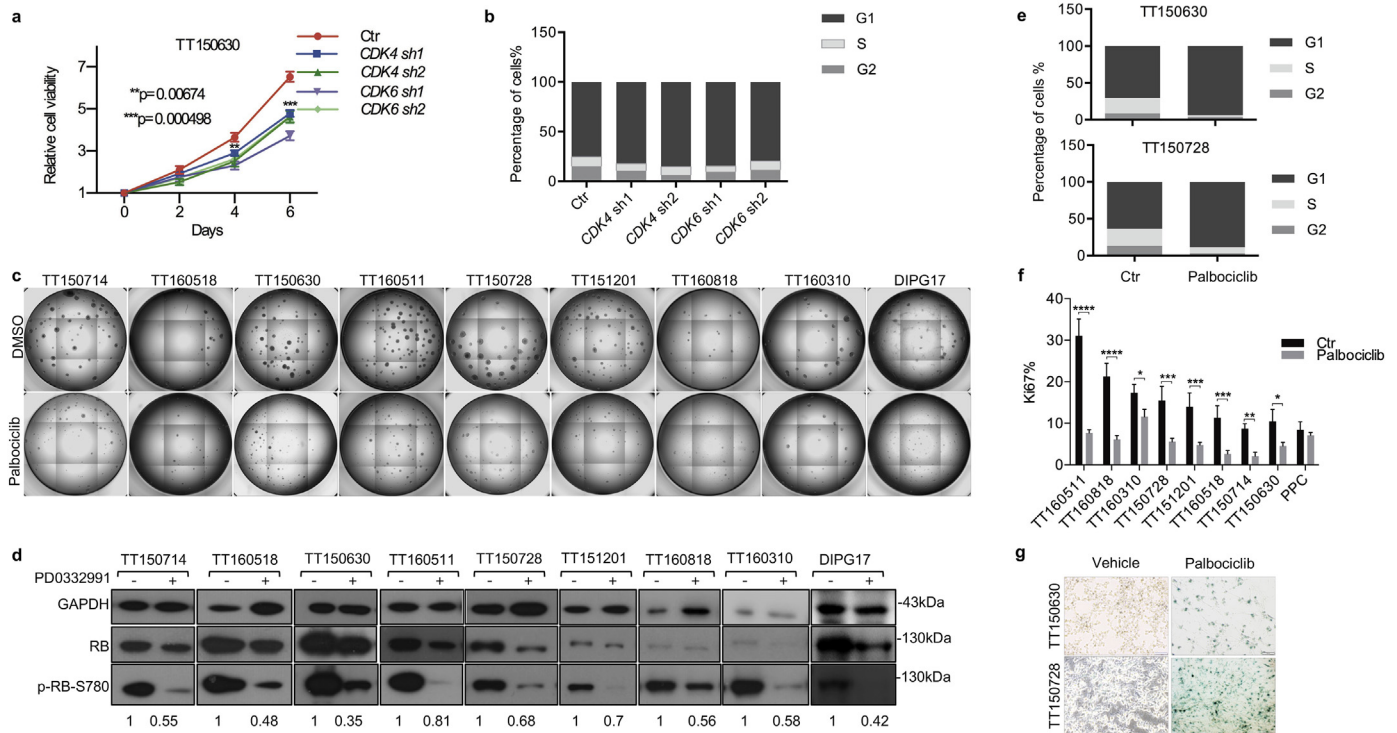 a
TT150630
Ctr
CDK4 sh1
CDK4 sh2
CDK6 sh1
CDK6 sh2
**p=0.00674
***p=0.000498
***
**
Relative cell viability
7
5
3
1
0 2 4 6
Days
b
150
100
50
0
Percentage of cells%
G1
S
G2
Ctr
CDK4 sh1
CDK4 sh2
CDK6 sh1
CDK6 sh2
e
TT150630
150
100
50
0
G1
S
G2
TT150728
150
100
50
0
G1
S
G2
Percentage of cells %
Ctr Palbociclib
c
TT150714 TT160518 TT150630 TT160511 TT150728 TT151201 TT160818 TT160310 DIPG17
DMSO
Palbociclib
f
40
30
20
10
0
Ki67%
Ctr
Palbociclib
**** **** * *** *** *** ** *
TT160511
TT160818
TT160310
TT150728
TT151201
TT160518
TT150714
TT150630
PPC
d
TT150714 TT160518 TT150630 TT160511 TT150728 TT151201 TT160818 TT160310 DIPG17
PD0332991 - + - + - + - + - + - + - + - + - +
GAPDH -43kDa
RB -130kDa
p-RB-S780 -130kDa
1 0.55 1 0.48 1 0.35 1 0.81 1 0.68 1 0.7 1 0.56 1 0.58 1 0.42
g
Vehicle Palbociclib
TT150630
TT150728